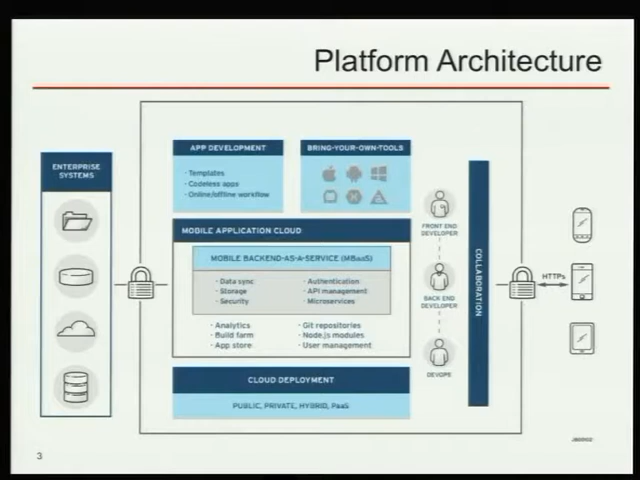 Platform Architecture
ENTERPRISE
SYSTEMS
APP DEVELOPMENT
- Templates
- Codeless apps
- Online/offline workflow
BRING-YOUR-OWN-TOOLS
MOBILE APPLICATION CLOUD
MOBILE BACKEND-AS-A-SERVICE (MBaaS)
- Data sync
- Storage
- Security
- Authentication
- API management
- Microservices
- Analytics
- Build farm
- App store
- Git repositories
- Node.js modules
- User management
CLOUD DEPLOYMENT
PUBLIC, PRIVATE, HYBRID, PaaS
FRONT END
DEVELOPER
BACK END
DEVELOPER
DEVOPS
COLLABORATION
HTTPs
3